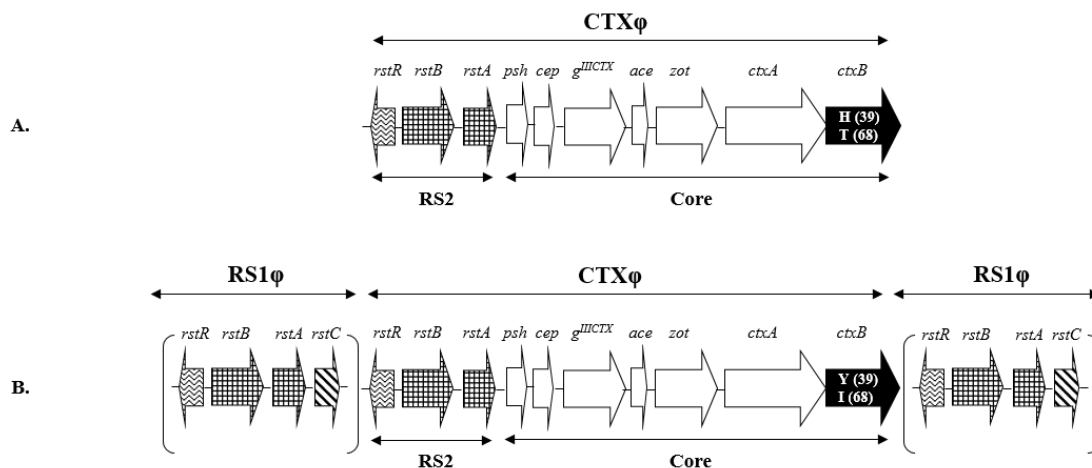 CTXφ
rstR rstB rstA psh cep g^IIICTX ace zot ctxA ctxB
A.
H (39)
T (68)
RS2 Core
RS1φ CTXφ RS1φ
rstR rstB rstA rstC rstR rstB rstA psh cep g^IIICTX ace zot ctxA ctxB rstR rstB rstA rstC
B.
Y (39)
I (68)
RS2 Core